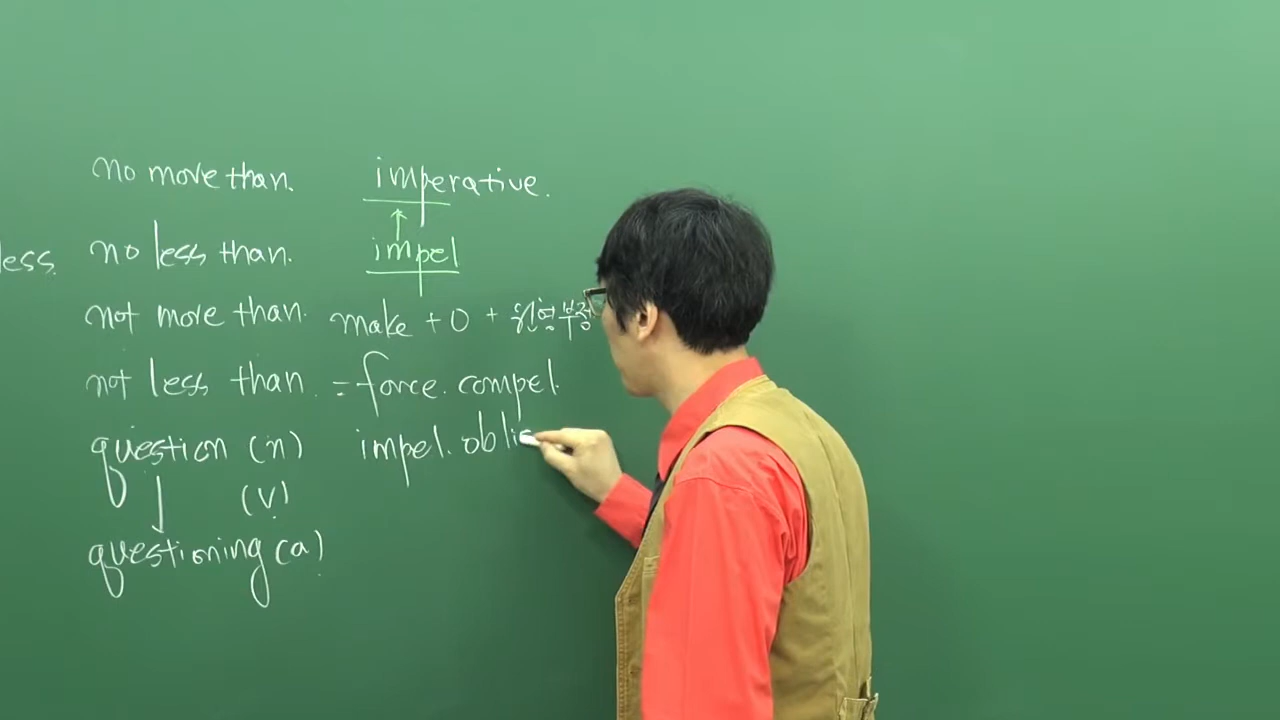 no more than. imperative.
less. no less than. impel
not more than. make + O + 원형부정
not less than. = force. compel.
question (n) impel. obli
(v)
questioning (a)